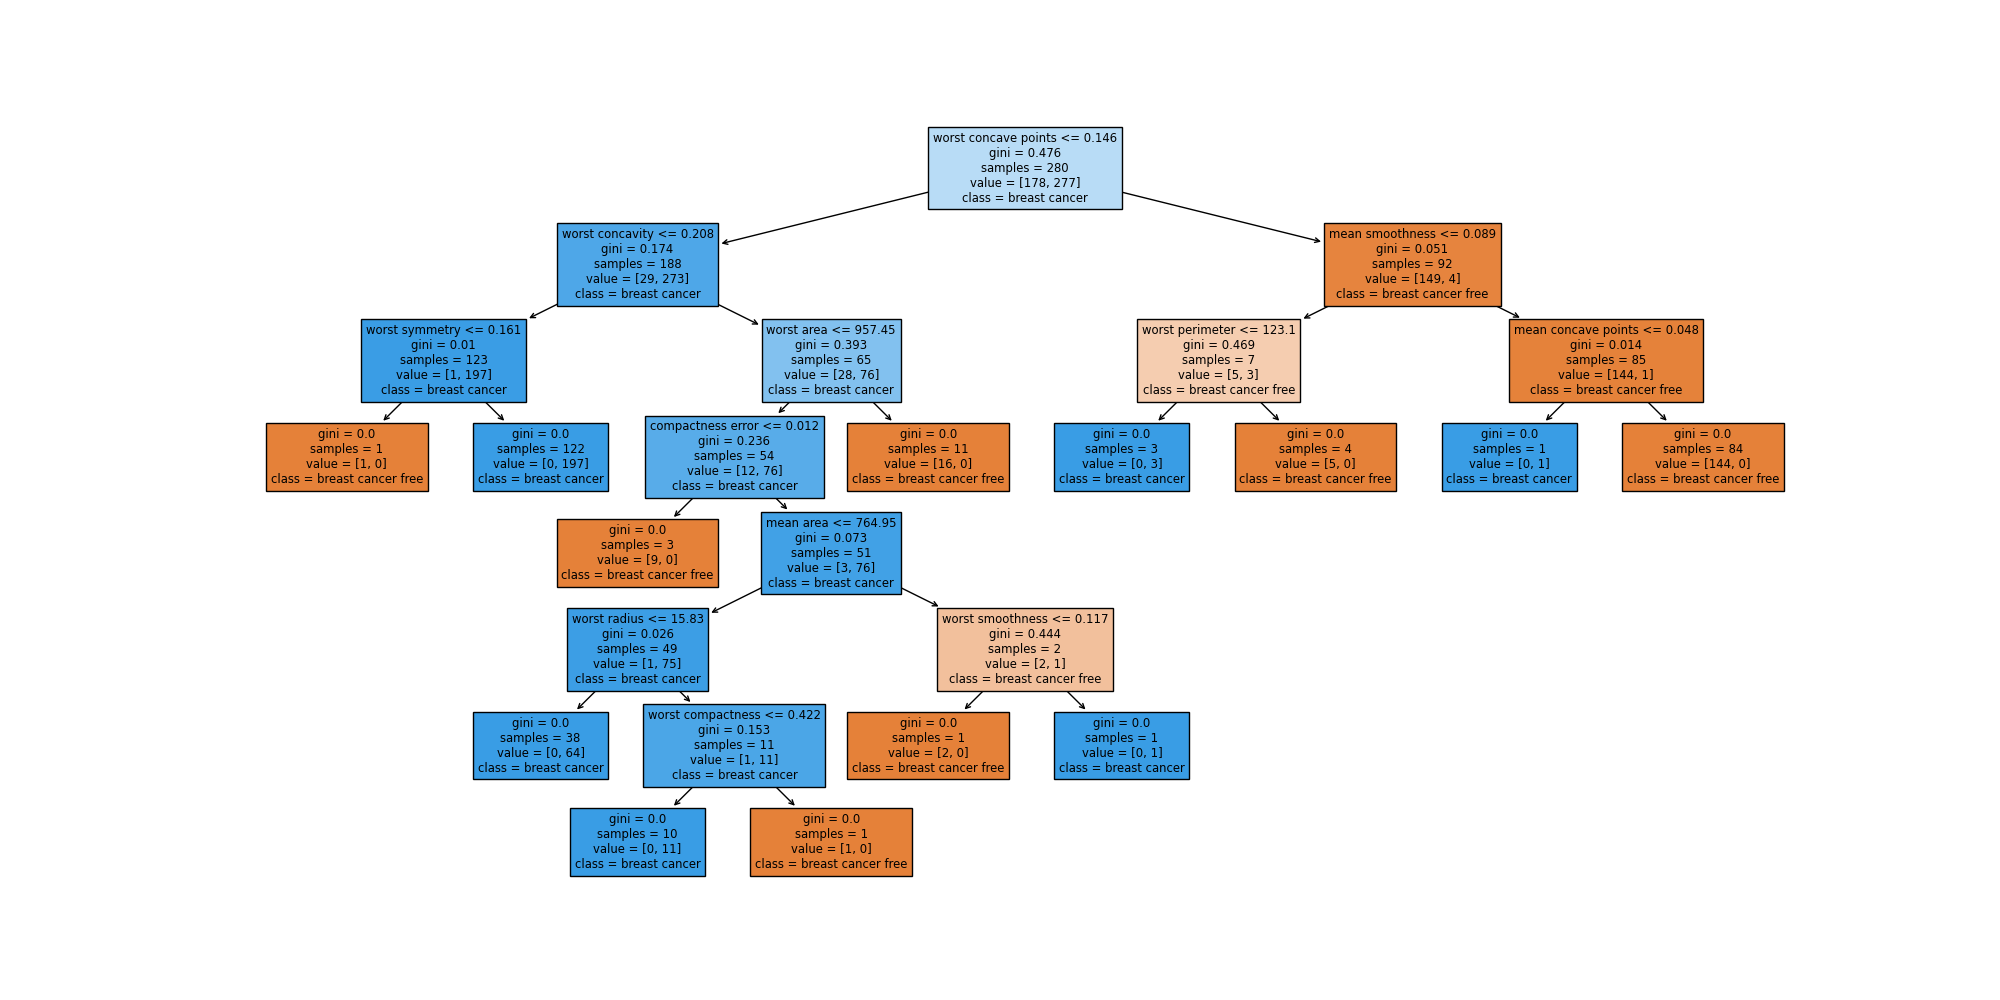 worst concave points <= 0.146
gini = 0.476
samples = 280
value = [178, 277]
class = breast cancer
worst concavity <= 0.208
gini = 0.174
samples = 188
value = [29, 273]
class = breast cancer
mean smoothness <= 0.089
gini = 0.051
samples = 92
value = [149, 4]
class = breast cancer free
worst symmetry <= 0.161
gini = 0.01
samples = 123
value = [1, 197]
class = breast cancer
worst area <= 957.45
gini = 0.393
samples = 65
value = [28, 76]
class = breast cancer
worst perimeter <= 123.1
gini = 0.469
samples = 7
value = [5, 3]
class = breast cancer free
mean concave points <= 0.048
gini = 0.014
samples = 85
value = [144, 1]
class = breast cancer free
gini = 0.0
samples = 1
value = [1, 0]
class = breast cancer free
gini = 0.0
samples = 122
value = [0, 197]
class = breast cancer
compactness error <= 0.012
gini = 0.236
samples = 54
value = [12, 76]
class = breast cancer
gini = 0.0
samples = 11
value = [16, 0]
class = breast cancer free
gini = 0.0
samples = 3
value = [0, 3]
class = breast cancer
gini = 0.0
samples = 4
value = [5, 0]
class = breast cancer free
gini = 0.0
samples = 1
value = [0, 1]
class = breast cancer
gini = 0.0
samples = 84
value = [144, 0]
class = breast cancer free
gini = 0.0
samples = 3
value = [9, 0]
class = breast cancer free
mean area <= 764.95
gini = 0.073
samples = 51
value = [3, 76]
class = breast cancer
worst radius <= 15.83
gini = 0.026
samples = 49
value = [1, 75]
class = breast cancer
worst smoothness <= 0.117
gini = 0.444
samples = 2
value = [2, 1]
class = breast cancer free
gini = 0.0
samples = 38
value = [0, 64]
class = breast cancer
worst compactness <= 0.422
gini = 0.153
samples = 11
value = [1, 11]
class = breast cancer
gini = 0.0
samples = 1
value = [2, 0]
class = breast cancer free
gini = 0.0
samples = 1
value = [0, 1]
class = breast cancer
gini = 0.0
samples = 10
value = [0, 11]
class = breast cancer
gini = 0.0
samples = 1
value = [1, 0]
class = breast cancer free